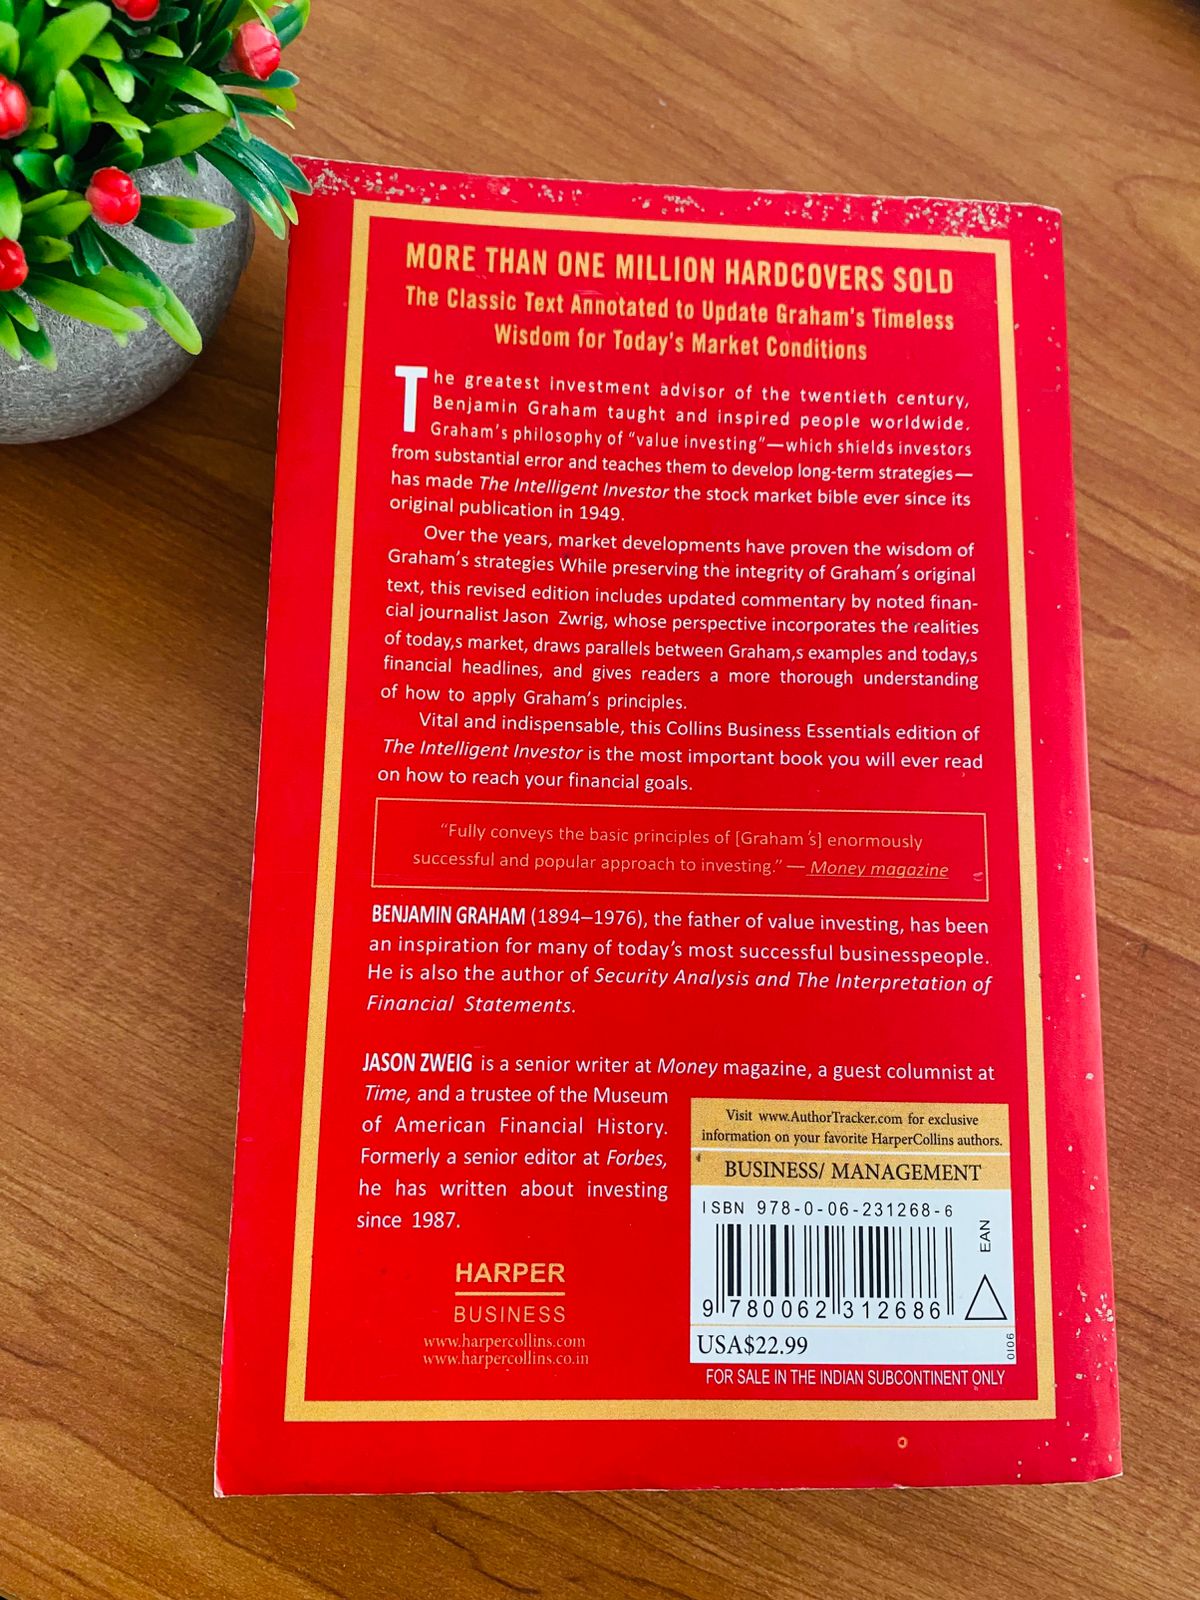 MORE THAN ONE MILLION HARDCOVERS SOLD
The Classic Text Annotated to Update Graham's Timeless
Wisdom for Today's Market Conditions
The greatest investment advisor of the twentieth century,
Benjamin Graham taught and inspired people worldwide.
Graham's philosophy of "value investing"—which shields investors
from substantial error and teaches them to develop long-term strategies—
has made The Intelligent Investor the stock market bible ever since its
original publication in 1949.
Over the years, market developments have proven the wisdom of
Graham's strategies While preserving the integrity of Graham's original
text, this revised edition includes updated commentary by noted finan-
cial journalist Jason Zwrig, whose perspective incorporates the realities
of today,s market, draws parallels between Graham,s examples and today,s
financial headlines, and gives readers a more thorough understanding
of how to apply Graham's principles.
Vital and indispensable, this Collins Business Essentials edition of
The Intelligent Investor is the most important book you will ever read
on how to reach your financial goals.
"Fully conveys the basic principles of [Graham's] enormously
successful and popular approach to investing." — Money magazine
BENJAMIN GRAHAM (1894–1976), the father of value investing, has been
an inspiration for many of today's most successful businesspeople.
He is also the author of Security Analysis and The Interpretation of
Financial Statements.
JASON ZWEIG is a senior writer at Money magazine, a guest columnist at
Time, and a trustee of the Museum
of American Financial History.
Formerly a senior editor at Forbes,
he has written about investing
since 1987.
HARPER
BUSINESS
www.harpercollins.com
www.harpercollins.co.in
Visit www.AuthorTracker.com for exclusive
information on your favorite HarperCollins authors.
BUSINESS/ MANAGEMENT
ISBN 978-0-06-231268-6
EAN
9 780062 312686
USA$22.99
0106
FOR SALE IN THE INDIAN SUBCONTINENT ONLY